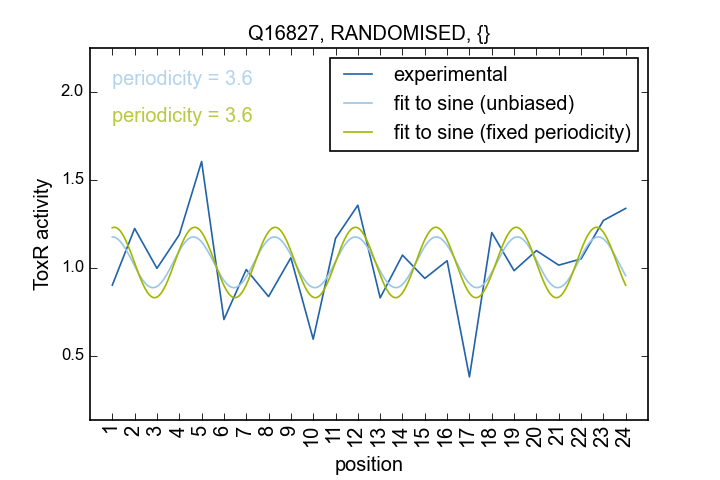 Q16827, RANDOMISED, {}
periodicity = 3.6
periodicity = 3.6
experimental
fit to sine (unbiased)
fit to sine (fixed periodicity)
ToxR activity
2.0
1.5
1.0
0.5
1 2 3 4 5 6 7 8 9 10 11 12 13 14 15 16 17 18 19 20 21 22 23 24
position